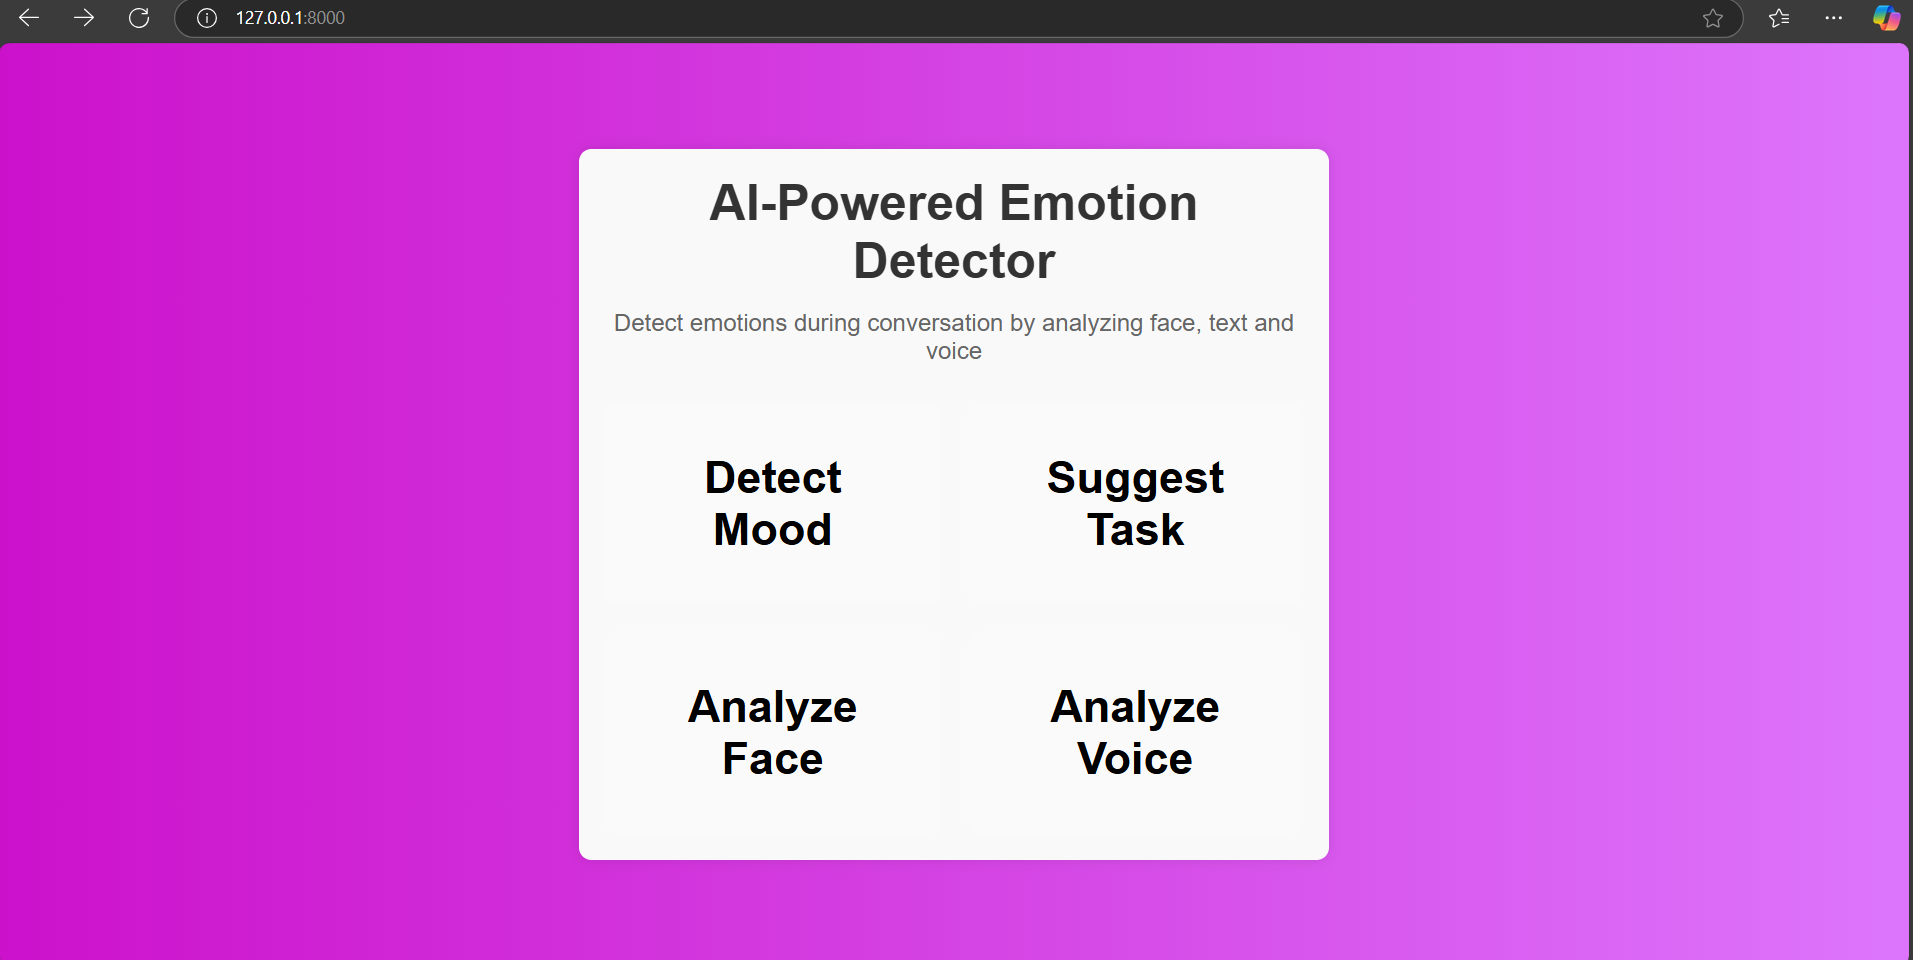 127.0.0.1:8000
AI-Powered Emotion
Detector
Detect emotions during conversation by analyzing face, text and
voice
Detect
Mood
Suggest
Task
Analyze
Face
Analyze
Voice